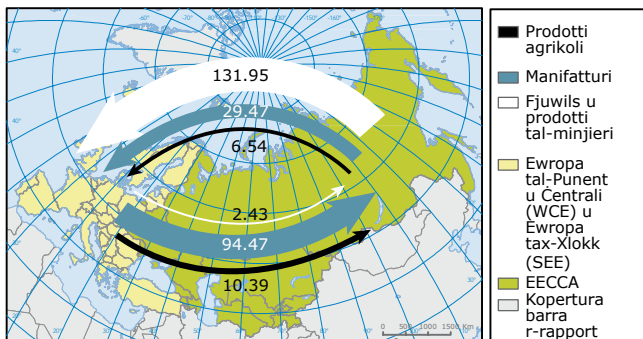 131.95
29.47
6.54
2.43
94.47
10.39
0 500 1000 1500 Km
Prodotti
agrikoli
Manifatturi
Fjuwils u
prodotti
tal-minjieri
Ewropa
tal-Punent
u Ċentrali
(WCE) u
Ewropa
tax-Xlokk
(SEE)
EECCA
Kopertura
barra
r-rapport